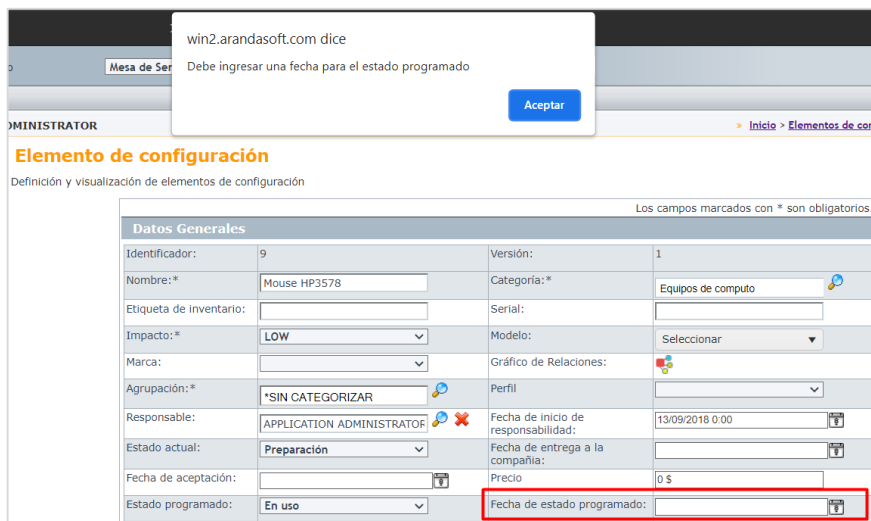 win2.arandasoft.com dice
Debe ingresar una fecha para el estado programado
Aceptar
Mesa de Ser
» Inicio > Elementos de con
Elemento de configuración
Definición y visualización de elementos de configuración
Los campos marcados con * son obligatorios.
Datos Generales
Identificador: 9 Versión: 1
Nombre:* Mouse HP3578 Categoría:* Equipos de computo
Etiqueta de inventario: Serial:
Impacto:* LOW Modelo: Seleccionar
Marca: Gráfico de Relaciones:
Agrupación:* *SIN CATEGORIZAR Perfil
Responsable: APPLICATION ADMINISTRATOR Fecha de inicio de responsabilidad: 13/09/2018 0:00
Estado actual: Preparación Fecha de entrega a la compañia:
Fecha de aceptación: Precio 0 $
Estado programado: En uso Fecha de estado programado: